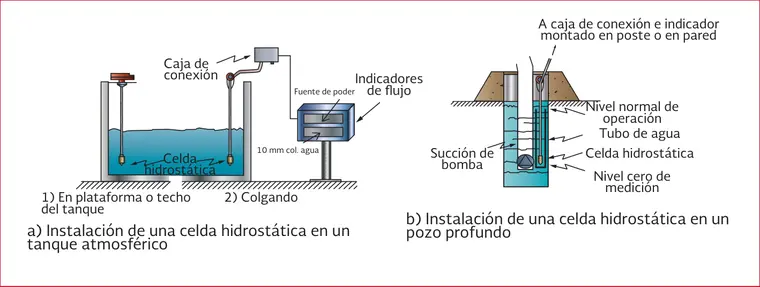 Caja de
conexión
Fuente de poder
Indicadores
de flujo
10 mm col. agua
Celda
hidrostática
1) En plataforma o techo
del tanque
2) Colgando
a) Instalación de una celda hidrostática en un
tanque atmosférico
A caja de conexión e indicador
montado en poste o en pared
Nivel normal de
operación
Tubo de agua
Succión de
bomba
Celda hidrostática
Nivel cero de
medición
b) Instalación de una celda hidrostática en un
pozo profundo